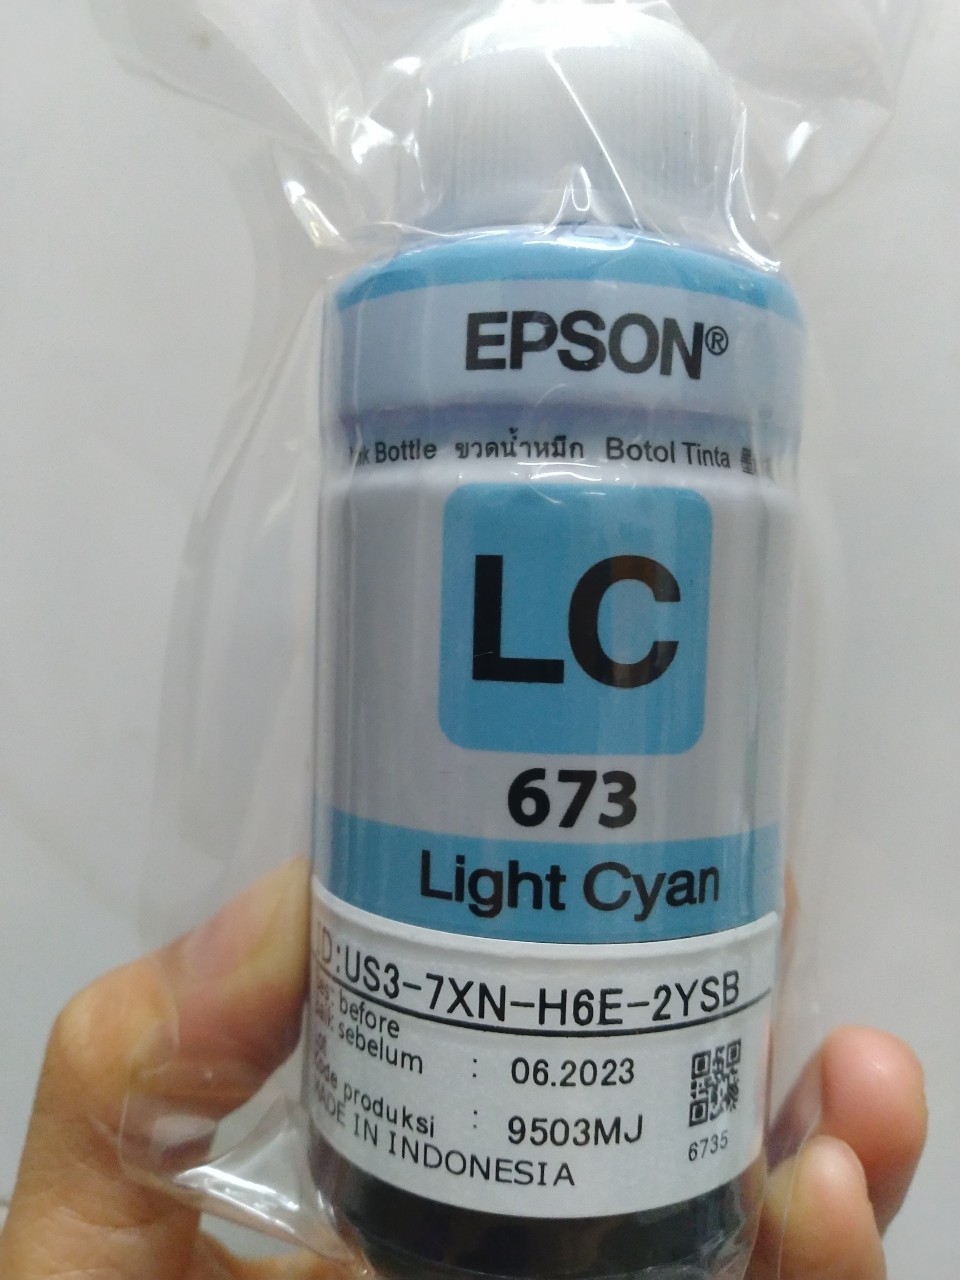 EPSON®
Bottle ขวดน้ำหมึก Botol Tinta
LC
673
Light Cyan
ID:US3-7XN-H6E-2YSB
before
sebelum : 06.2023
produksi : 9503MJ
MADE IN INDONESIA
6735